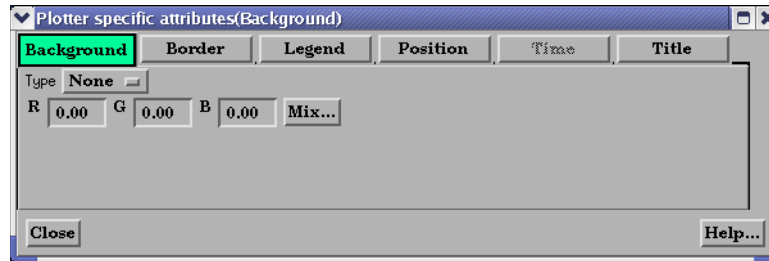 Plotter specific attributes(Background)
Background Border Legend Position Time Title
Type None
R 0.00 G 0.00 B 0.00 Mix...
Close Help...